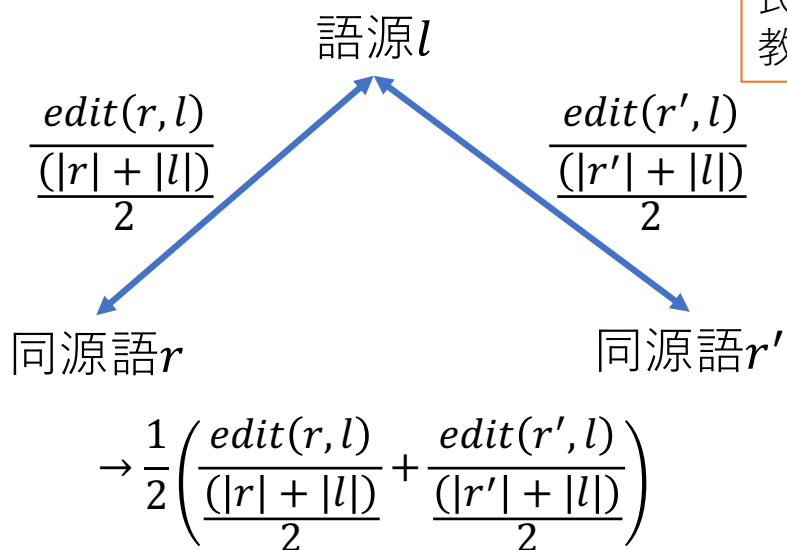 語源l
教
edit(r, l)
(|r| + |l|)
2
edit(r′, l)
(|r′| + |l|)
2
同源語r
同源語r′
→ 1/2 ( edit(r, l) / ((|r| + |l|)/2) + edit(r′, l) / ((|r′| + |l|)/2) )